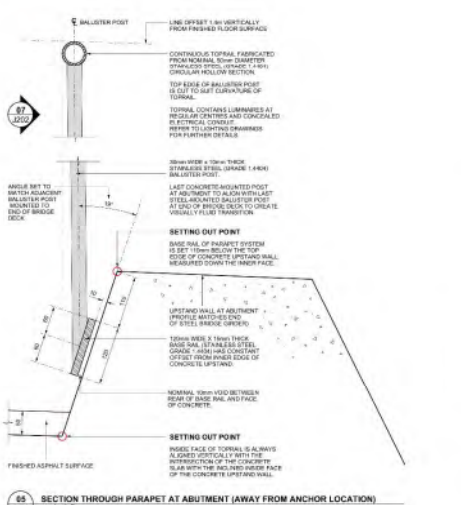 BALUSTER POST
LINE OFFSET 1.4m VERTICALLY
FROM FINISHED FLOOR SURFACE
CONTINUOUS TOPRAIL FABRICATED
FROM NOMINAL 50mm DIAMETER
STAINLESS STEEL (GRADE 1.4404)
CIRCULAR HOLLOW SECTION.
TOP EDGE OF BALUSTER POST
IS CUT TO SUIT CURVATURE OF
TOPRAIL.
TOPRAIL CONTAINS LUMINAIRES AT
REGULAR CENTRES AND CONCEALED
ELECTRICAL CONDUIT.
REFER TO LIGHTING DRAWINGS
FOR FURTHER DETAILS.
07
J202
WIDE x 10mm THICK
STAINLESS STEEL (GRADE 1.4404)
BALUSTER POST.
ANGLE SET TO
MATCH ADJACENT
BALUSTER POST
MOUNTED TO
END OF BRIDGE
DECK
LAST CONCRETE-MOUNTED POST
AT ABUTMENT TO ALIGN WITH LAST
STEEL-MOUNTED BALUSTER POST
AT END OF BRIDGE DECK TO CREATE
VISUALLY FLUID TRANSITION.
19°
SETTING OUT POINT
BASE RAIL OF PARAPET SYSTEM
IS SET 110mm BELOW THE TOP
EDGE OF CONCRETE UPSTAND WALL,
MEASURED DOWN THE INNER FACE.
110
120
UPSTAND WALL AT ABUTMENT
(PROFILE MATCHES END
OF STEEL BRIDGE GIRDER)
120mm WIDE X 15mm THICK
BASE RAIL (STAINLESS STEEL
GRADE 1.4404) HAS CONSTANT
OFFSET FROM INNER EDGE OF
CONCRETE UPSTAND.
NOMINAL 10mm VOID BETWEEN
REAR OF BASE RAIL AND FACE
OF CONCRETE.
SETTING OUT POINT
INSIDE FACE OF TOPRAIL IS ALWAYS
ALIGNED VERTICALLY WITH THE
INTERSECTION OF THE CONCRETE
SLAB WITH THE INCLINED INSIDE FACE
OF THE CONCRETE UPSTAND WALL.
FINISHED ASPHALT SURFACE
05 SECTION THROUGH PARAPET AT ABUTMENT (AWAY FROM ANCHOR LOCATION)